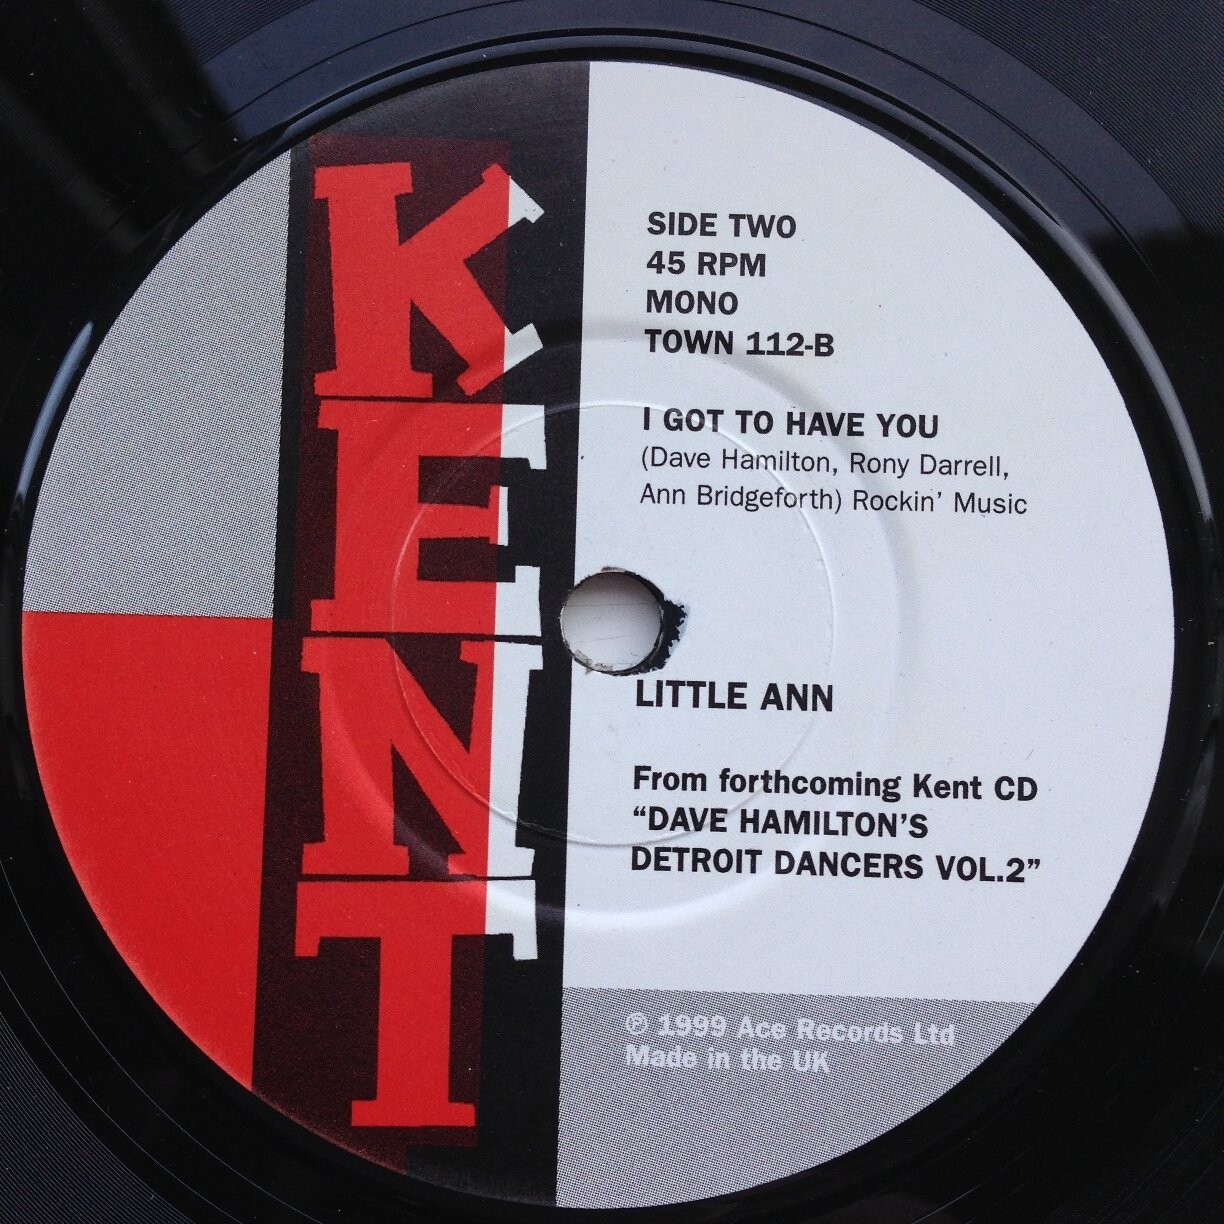 KENT
SIDE TWO
45 RPM
MONO
TOWN 112-B
I GOT TO HAVE YOU
(Dave Hamilton, Rony Darrell,
Ann Bridgeforth) Rockin' Music
LITTLE ANN
From forthcoming Kent CD
“DAVE HAMILTON’S
DETROIT DANCERS VOL.2”
℗ 1999 Ace Records Ltd
Made in the UK